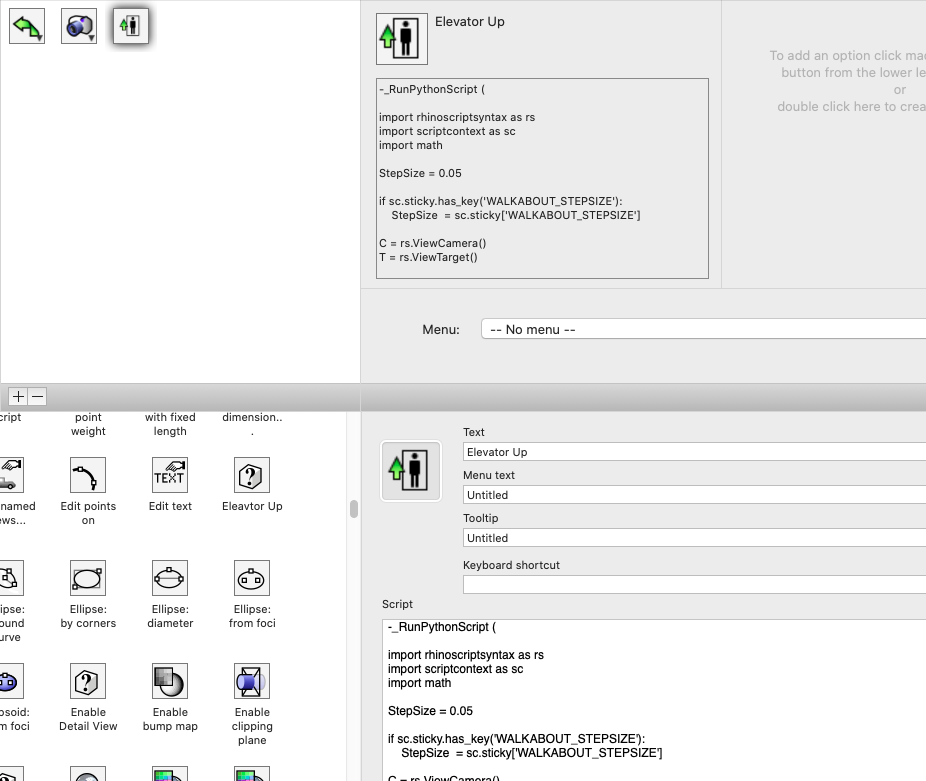 Elevator Up
To add an option click mac
button from the lower le
or
double click here to crea
-_RunPythonScript (
import rhinoscriptsyntax as rs
import scriptcontext as sc
import math
StepSize = 0.05
if sc.sticky.has_key('WALKABOUT_STEPSIZE'):
StepSize  = sc.sticky['WALKABOUT_STEPSIZE']
C = rs.ViewCamera()
T = rs.ViewTarget()
Menu:
-- No menu --
cript
point
weight
with fixed
length
dimension..
.
named
ews...
Edit points
on
TEXT
Edit text
Eleavtor Up
ipse:
ound
urve
Ellipse:
by corners
Ellipse:
diameter
Ellipse:
from foci
psoid:
m foci
Enable
Detail View
Enable
bump map
Enable
clipping
plane
Text
Elevator Up
Menu text
Untitled
Tooltip
Untitled
Keyboard shortcut
Script
-_RunPythonScript (
import rhinoscriptsyntax as rs
import scriptcontext as sc
import math
StepSize = 0.05
if sc.sticky.has_key('WALKABOUT_STEPSIZE'):
StepSize  = sc.sticky['WALKABOUT_STEPSIZE']
C = rs.ViewCamera()